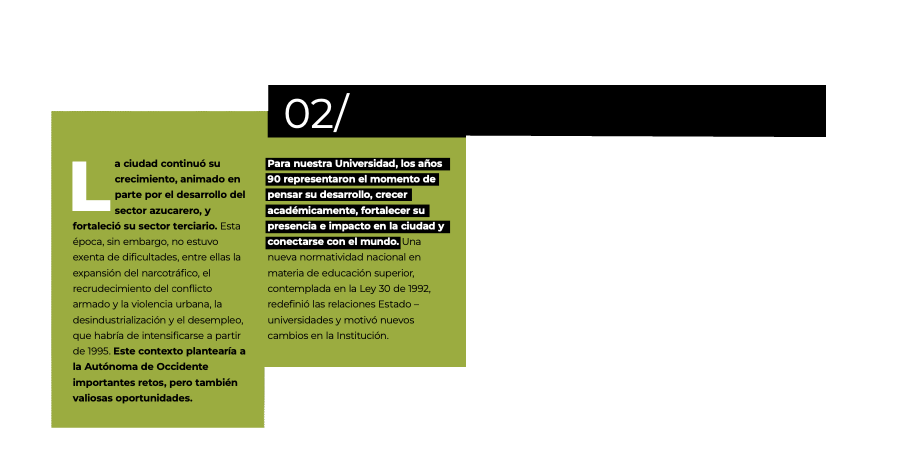 02/
La ciudad continuó su
crecimiento, animado en
parte por el desarrollo del
sector azucarero, y
fortaleció su sector terciario. Esta
época, sin embargo, no estuvo
exenta de dificultades, entre ellas la
expansión del narcotráfico, el
recrudecimiento del conflicto
armado y la violencia urbana, la
desindustrialización y el desempleo,
que habría de intensificarse a partir
de 1995. Este contexto plantearía a
la Autónoma de Occidente
importantes retos, pero también
valiosas oportunidades.
Para nuestra Universidad, los años
90 representaron el momento de
pensar su desarrollo, crecer
académicamente, fortalecer su
presencia e impacto en la ciudad y
conectarse con el mundo. Una
nueva normatividad nacional en
materia de educación superior,
contemplada en la Ley 30 de 1992,
redefinió las relaciones Estado –
universidades y motivó nuevos
cambios en la Institución.